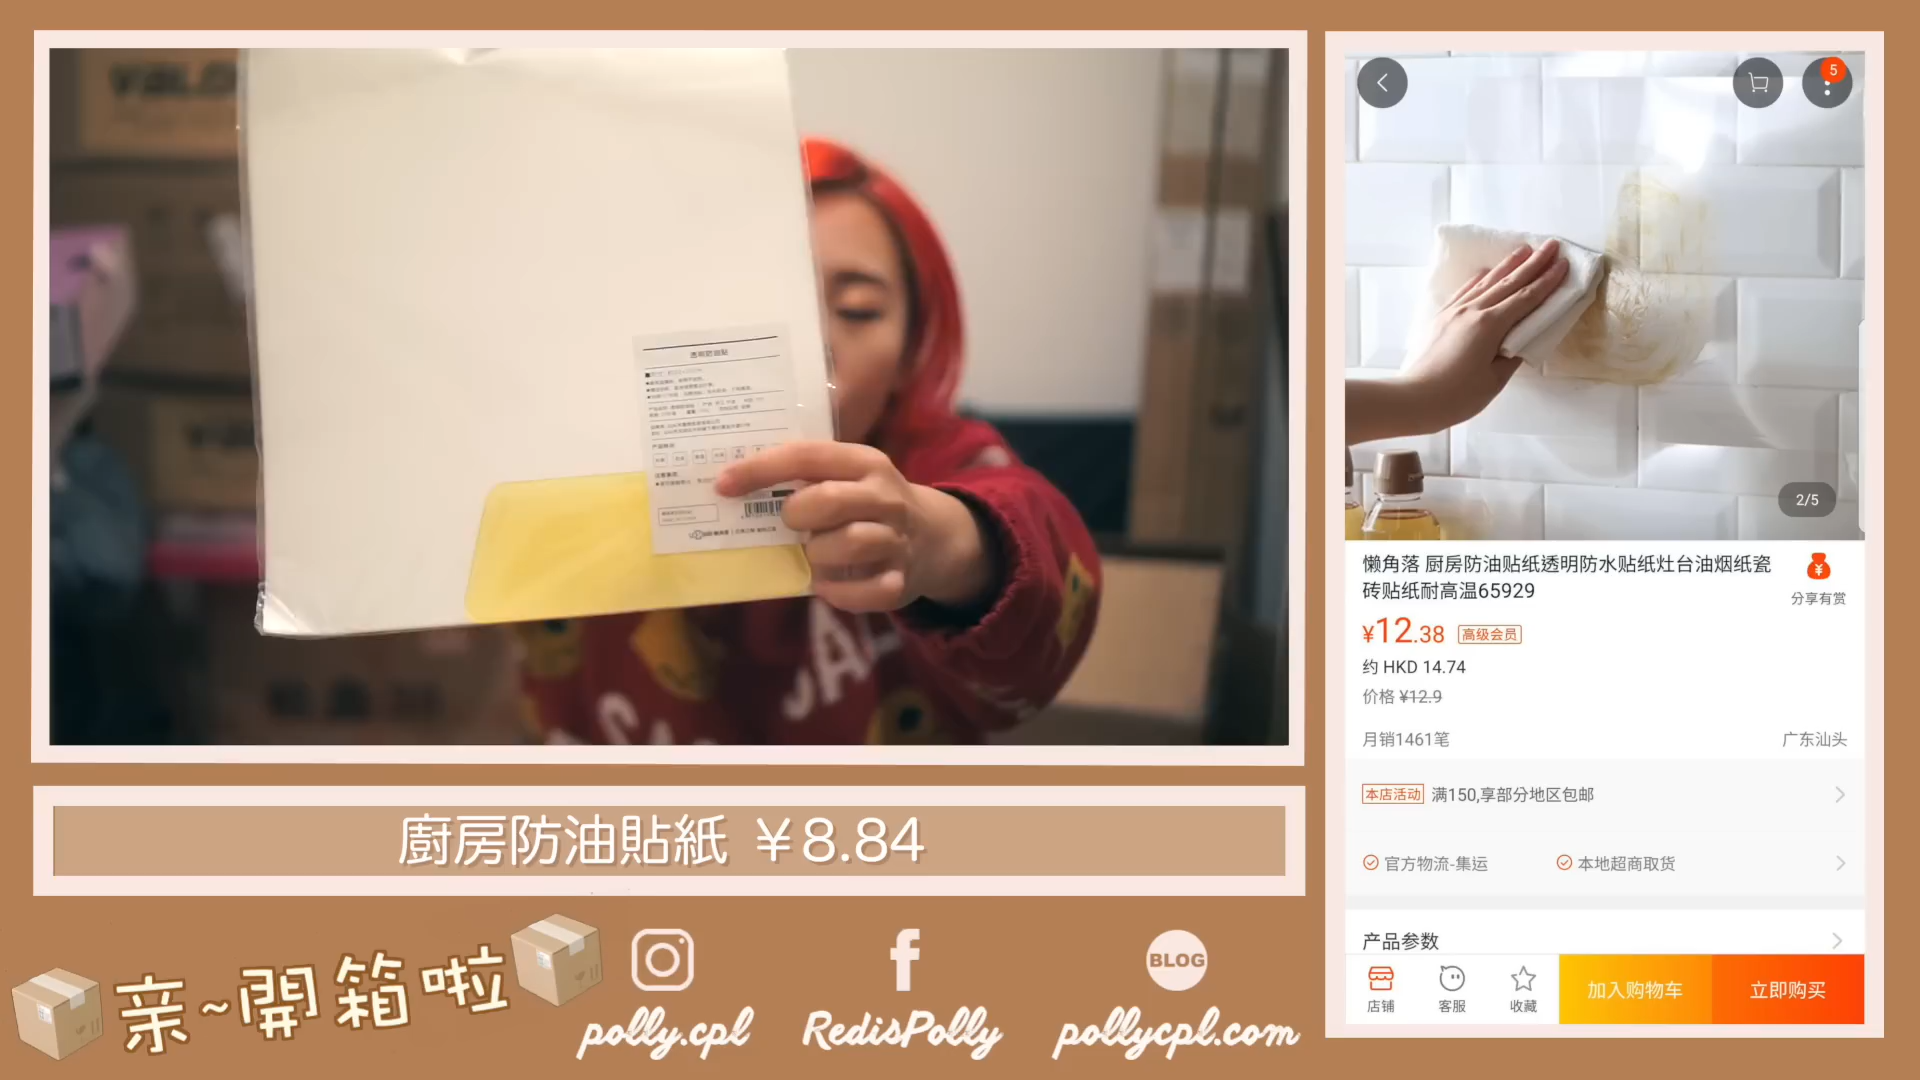 透明防油貼
廚房防油貼紙 ￥8.84
亲~開箱啦
polly.cpl
RedisPolly
BLOG
pollycpl.com
5
2/5
懒角落 厨房防油贴纸透明防水贴纸灶台油烟纸瓷
砖贴纸耐高温65929
分享有赏
¥12.38 高级会员
约 HKD 14.74
价格 ¥12.9
月销1461笔 广东汕头
本店活动 满150,享部分地区包邮
官方物流-集运 本地超商取货
产品参数
店铺 客服 收藏 加入购物车 立即购买